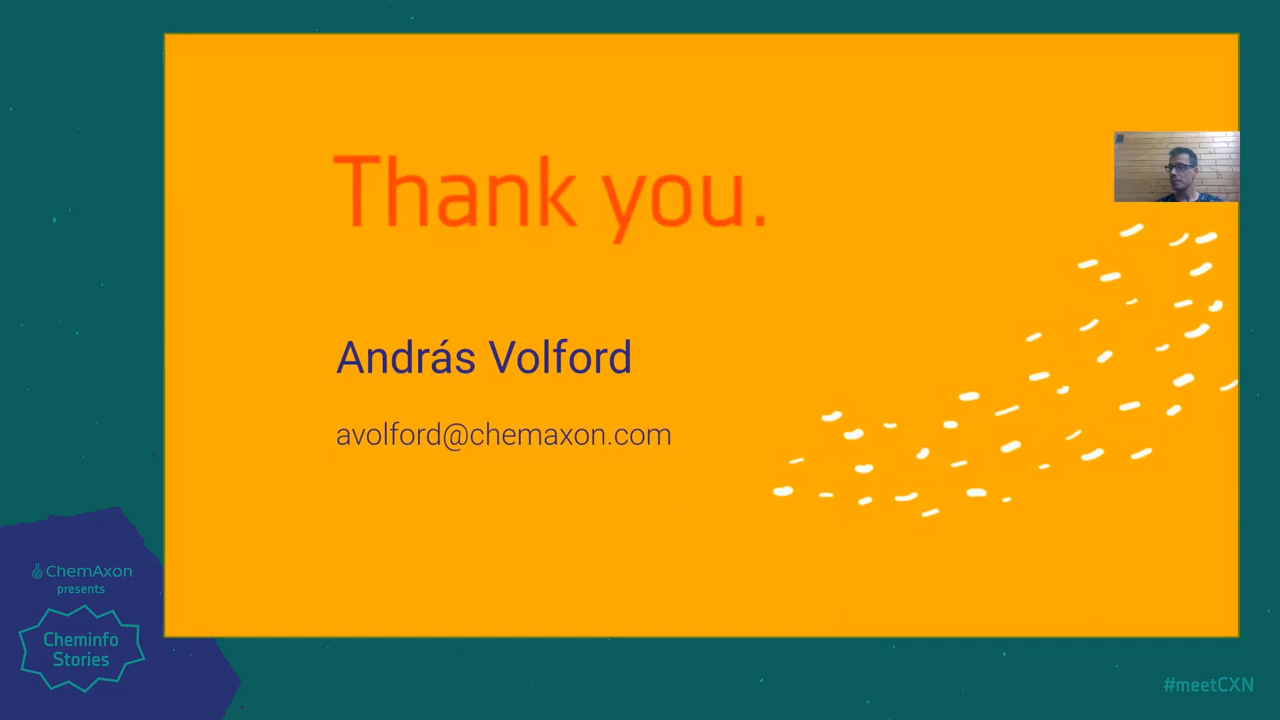 Thank you.
András Volford
avolford@chemaxon.com
ChemAxon
presents
Cheminfo
Stories
#meetCXN